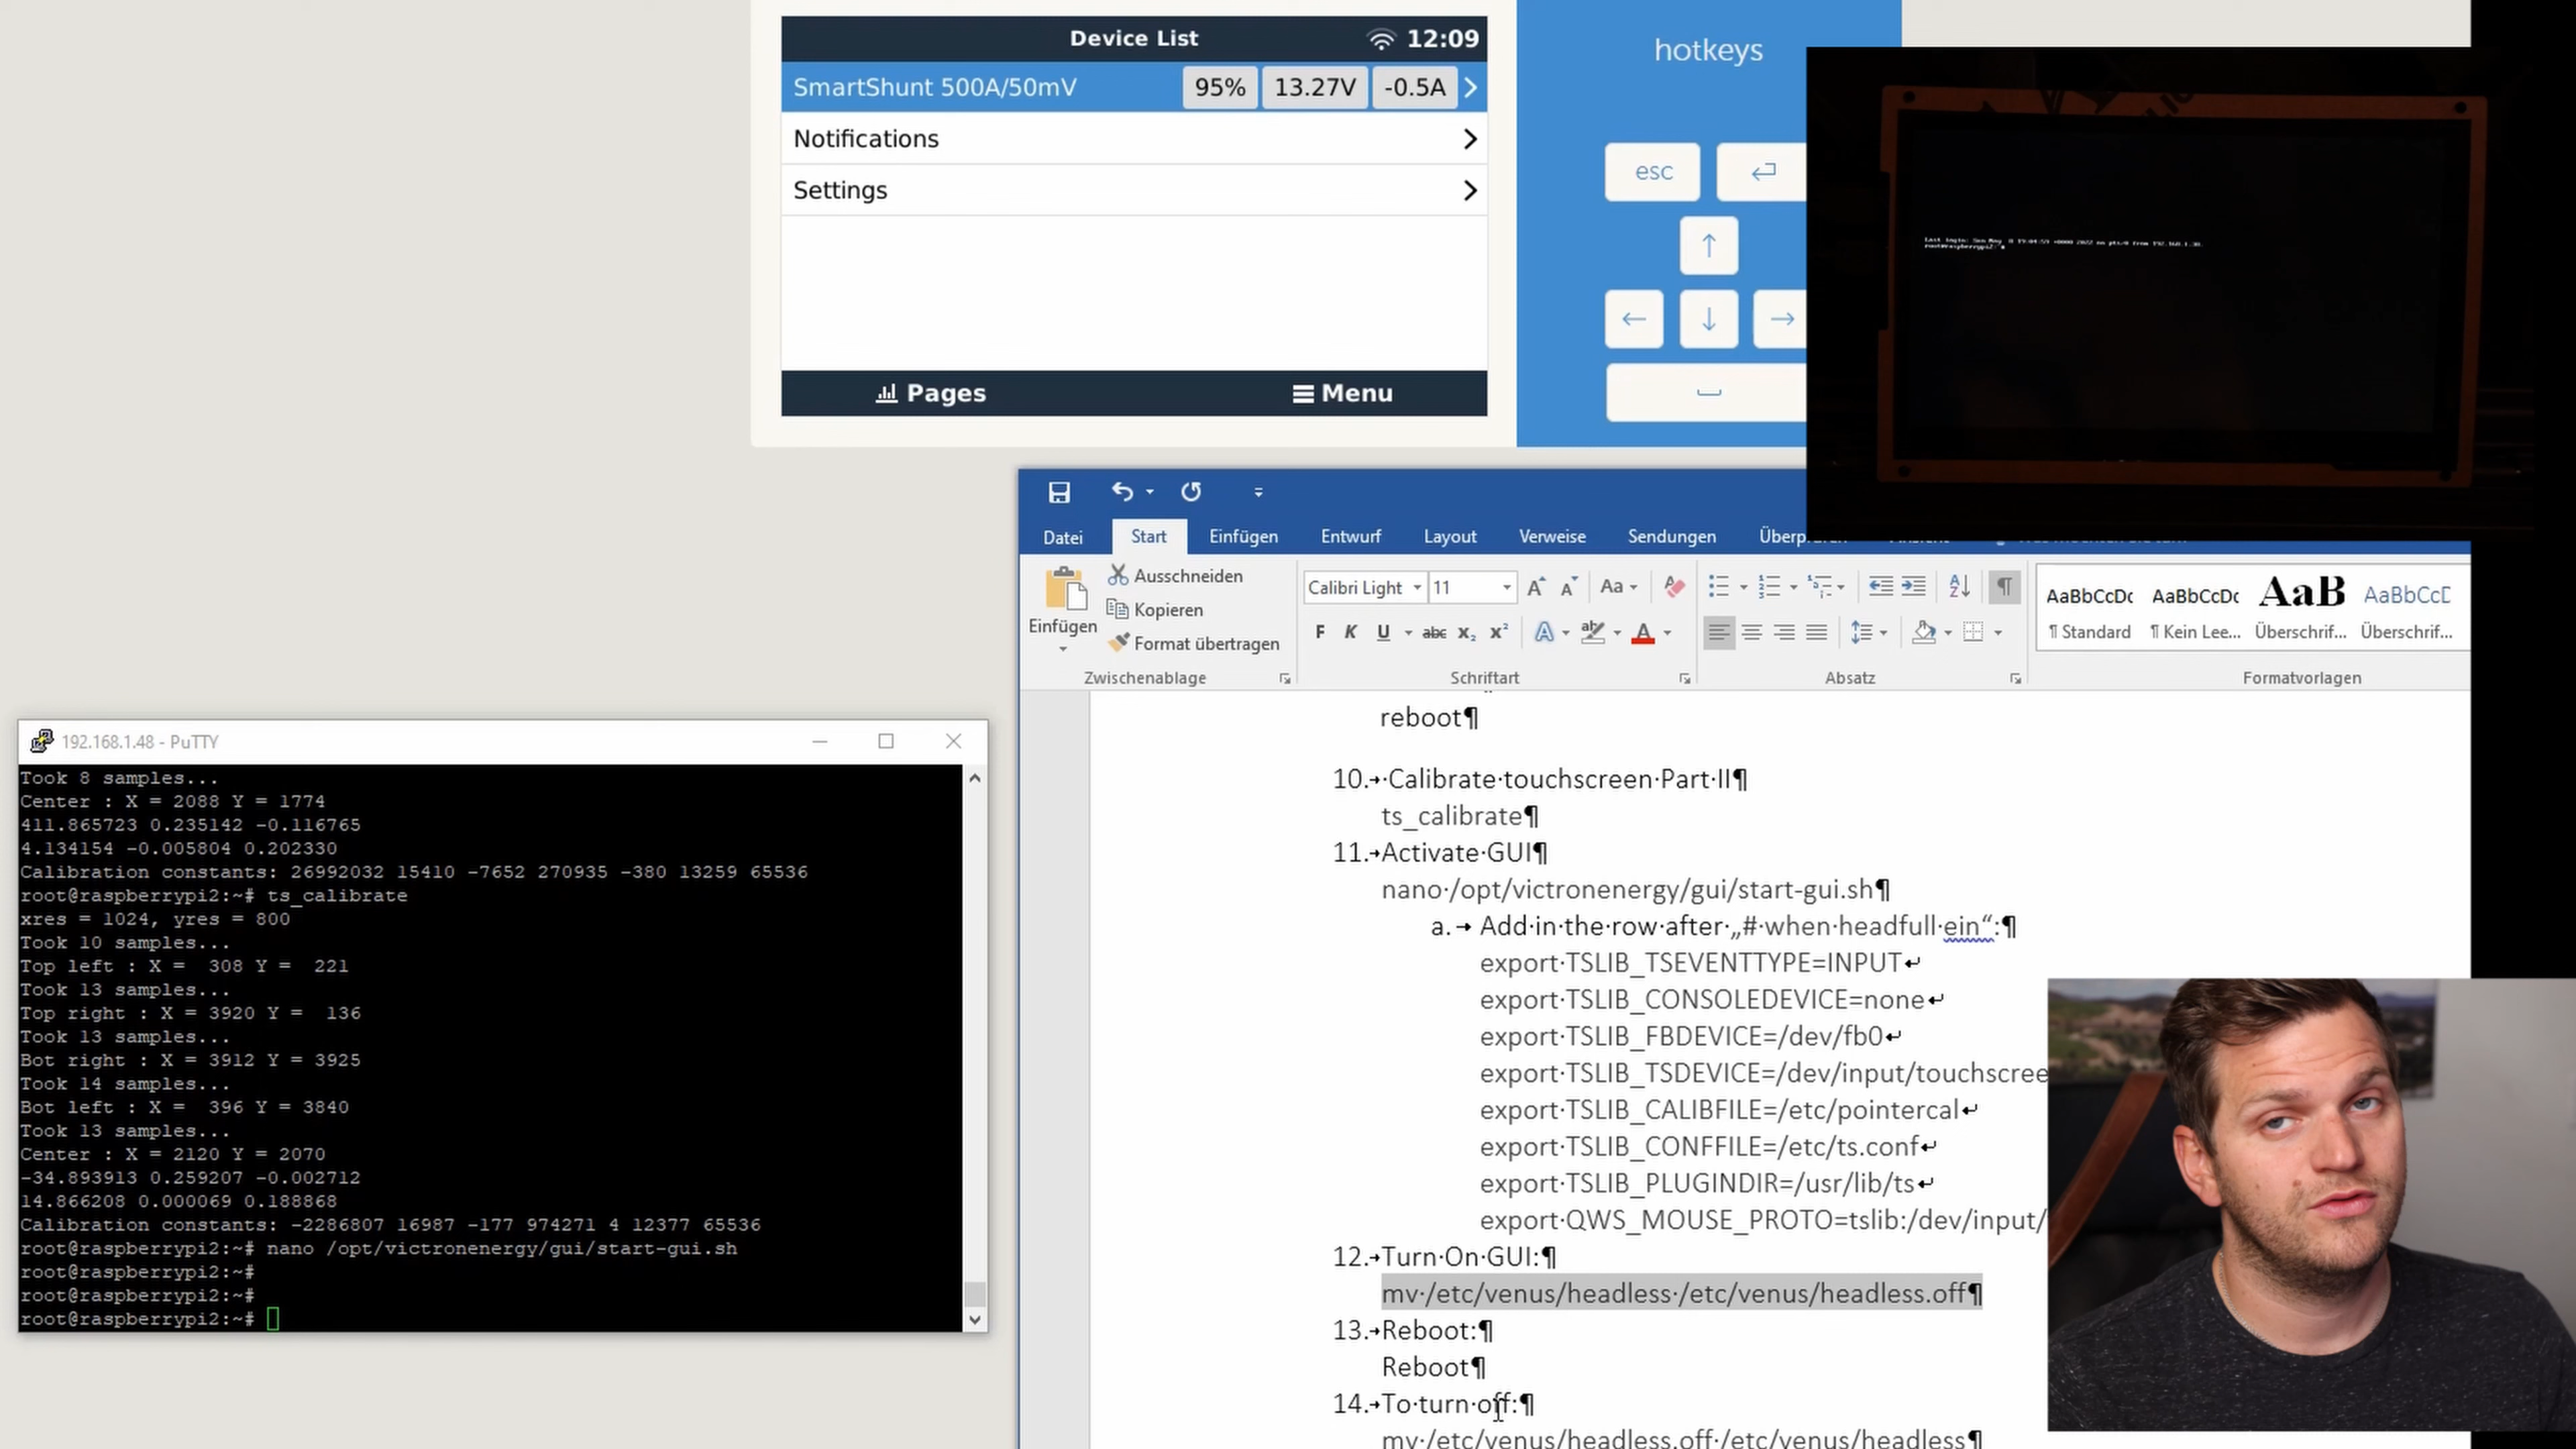 Device List 12:09
SmartShunt 500A/50mV 95% 13.27V -0.5A
Notifications
Settings
Pages Menu
hotkeys
esc
Datei Start Einfügen Entwurf Layout Verweise Sendungen
Einfügen
Ausschneiden
Kopieren
Format übertragen
Zwischenablage
Calibri Light 11
Aa
F K U abc x₂ x² A ab A
Schriftart
Absatz
AaBbCcDc AaBbCcDc AaB AaBbCcD
¶ Standard ¶ Kein Lee... Überschrif... Überschrif...
Formatvorlagen
192.168.1.48 - PuTTY
Took 8 samples...
Center : X = 2088 Y = 1774
411.865723 0.235142 -0.116765
4.134154 -0.005804 0.202330
Calibration constants: 26992032 15410 -7652 270935 -380 13259 65536
root@raspberrypi2:~# ts_calibrate
xres = 1024, yres = 800
Took 10 samples...
Top left : X =  308 Y =  221
Took 13 samples...
Top right : X = 3920 Y =  136
Took 13 samples...
Bot right : X = 3912 Y = 3925
Took 14 samples...
Bot left : X =  396 Y = 3840
Took 13 samples...
Center : X = 2120 Y = 2070
-34.893913 0.259207 -0.002712
14.866208 0.000069 0.188868
Calibration constants: -2286807 16987 -177 974271 4 12377 65536
root@raspberrypi2:~# nano /opt/victronenergy/gui/start-gui.sh
root@raspberrypi2:~#
root@raspberrypi2:~#
root@raspberrypi2:~#
reboot¶
10.→·Calibrate·touchscreen·Part·II¶
ts_calibrate¶
11.→Activate·GUI¶
nano·/opt/victronenergy/gui/start-gui.sh¶
a.→Add·in·the·row·after·„#·when·headfull·ein“:¶
export·TSLIB_TSEVENTTYPE=INPUT↵
export·TSLIB_CONSOLEDEVICE=none↵
export·TSLIB_FBDEVICE=/dev/fb0↵
export·TSLIB_TSDEVICE=/dev/input/touchscree
export·TSLIB_CALIBFILE=/etc/pointercal↵
export·TSLIB_CONFFILE=/etc/ts.conf↵
export·TSLIB_PLUGINDIR=/usr/lib/ts↵
export·QWS_MOUSE_PROTO=tslib:/dev/input/
12.→Turn·On·GUI:¶
mv·/etc/venus/headless·/etc/venus/headless.off¶
13.→Reboot:¶
Reboot¶
14.→To·turn·off:¶
mv·/etc/venus/headless.off·/etc/venus/headless¶